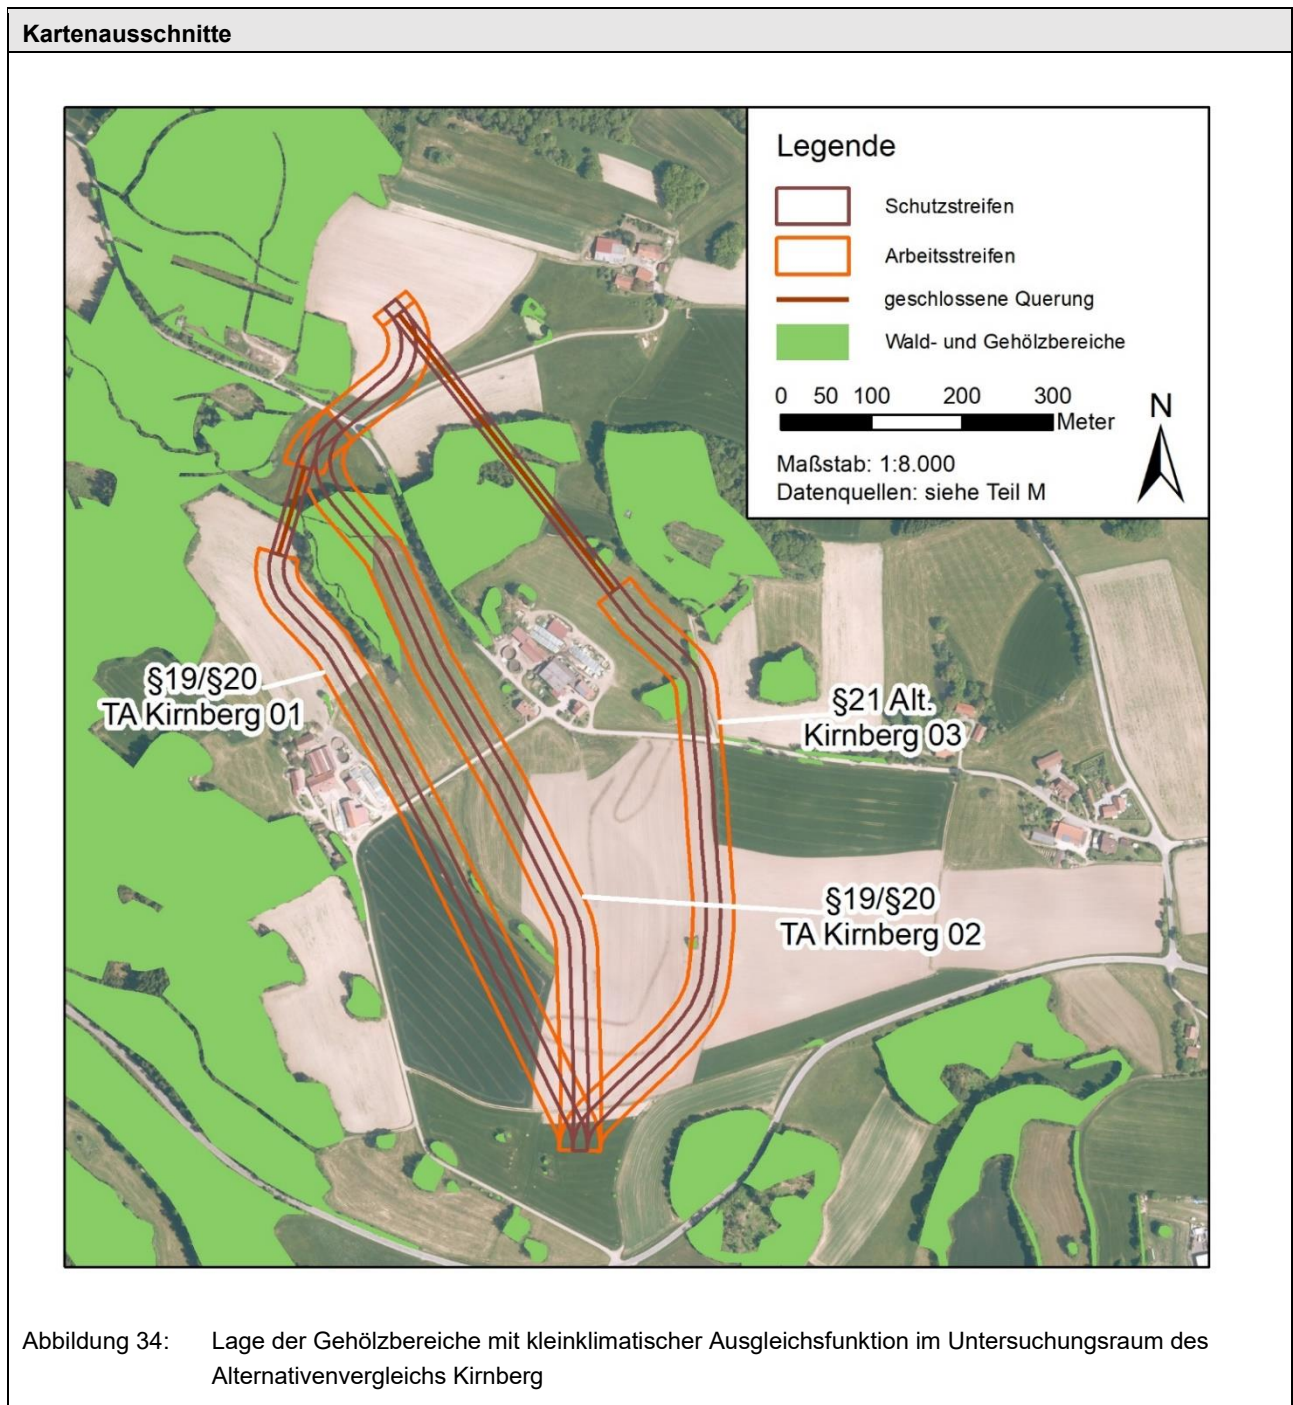 Kartenausschnitte
Legende
Schutzstreifen
Arbeitsstreifen
geschlossene Querung
Wald- und Gehölzbereiche
0 50 100 200 300
Meter
N
Maßstab: 1:8.000
Datenquellen: siehe Teil M
§19/§20
TA Kirnberg 01
§21 Alt.
Kirnberg 03
§19/§20
TA Kirnberg 02
Abbildung 34: Lage der Gehölzbereiche mit kleinklimatischer Ausgleichsfunktion im Untersuchungsraum des
Alternativenvergleichs Kirnberg